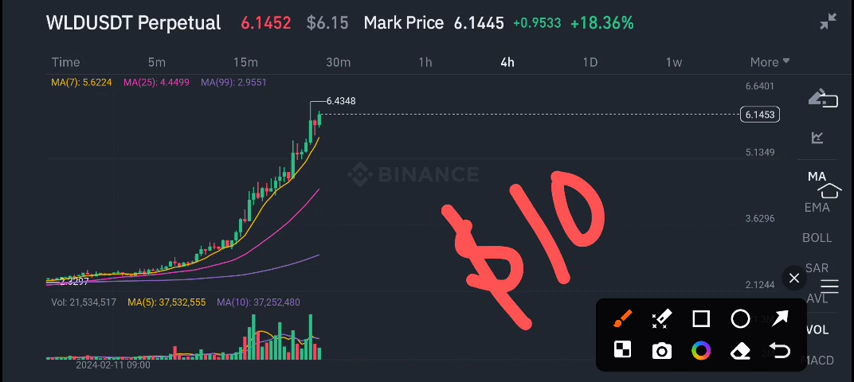 WLDUSDT Perpetual 6.1452 $6.15 Mark Price 6.1445 +0.9533 +18.36%
Time 5m 15m 30m 1h 4h 1D 1w More
MA(7): 5.6224 MA(25): 4.4499 MA(99): 2.9551
6.6401
6.4348
6.1453
5.1349
BINANCE
MA
EMA
$10
3.6296
BOLL
SAR
2.3297
2.1244
AVL
Vol: 21,534,517 MA(5): 37,532,555 MA(10): 37,252,480
VOL
MACD
2024-02-11 09:00